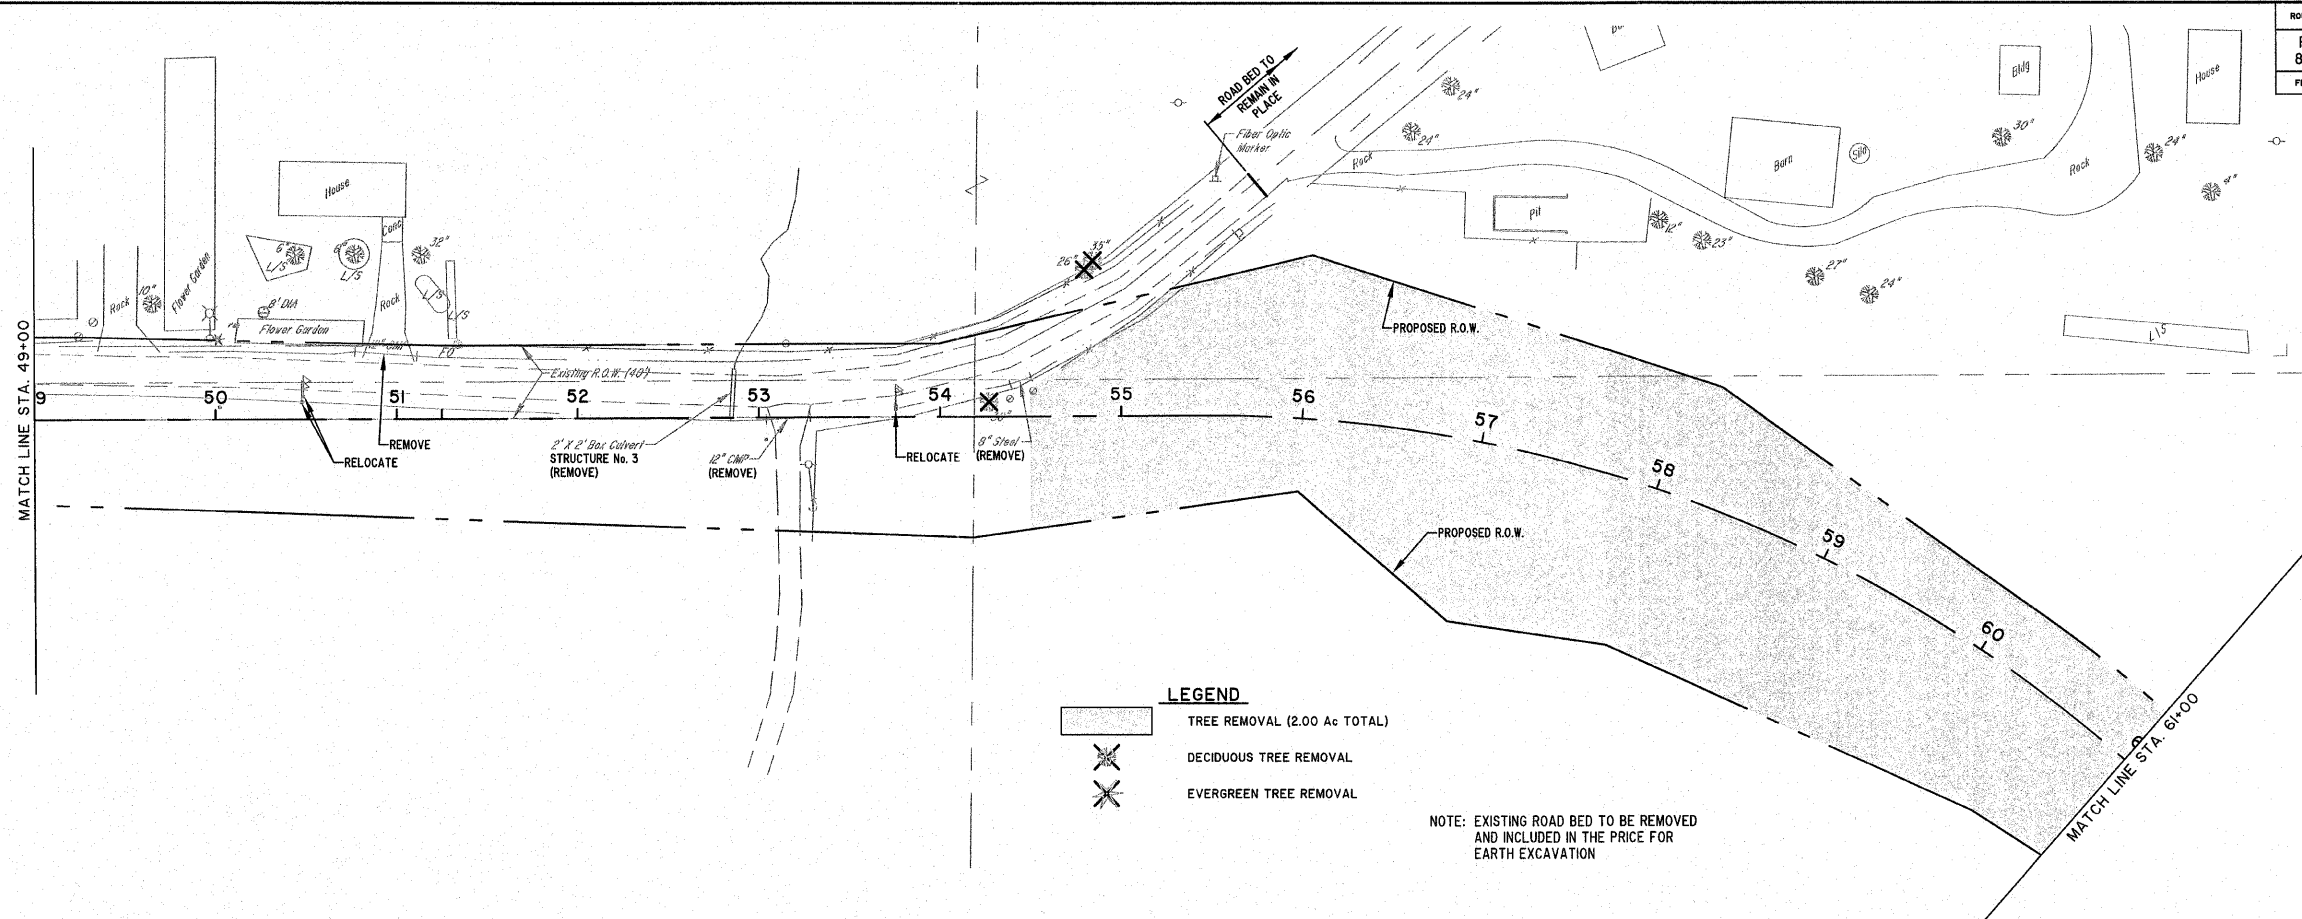 ROAD BED TO
REMAIN IN
PLACE
Fiber Optic
Marker
24"
24"
Rock
Barn
Silo
Bldg
House
30"
24"
4"
Rock
Pit
12"
23"
27"
24"
L/S
House
Conc
6"
L/S
8"
L/S
32"
L/S
L/S
Rock
10"
Rock
Flower Garden
8' DIA
Flower Garden
FO
26"
35"
PROPOSED R.O.W.
Existing R.O.W. (40')
MATCH LINE STA. 49+00
9
50
51
52
53
54
55
56
57
58
59
60
REMOVE
RELOCATE
2' X 2' Box Culvert
STRUCTURE No. 3
(REMOVE)
12" CMP
(REMOVE)
RELOCATE
8" Steel
(REMOVE)
PROPOSED R.O.W.
MATCH LINE STA. 61+00
LEGEND
TREE REMOVAL (2.00 Ac TOTAL)
DECIDUOUS TREE REMOVAL
EVERGREEN TREE REMOVAL
NOTE: EXISTING ROAD BED TO BE REMOVED
AND INCLUDED IN THE PRICE FOR
EARTH EXCAVATION